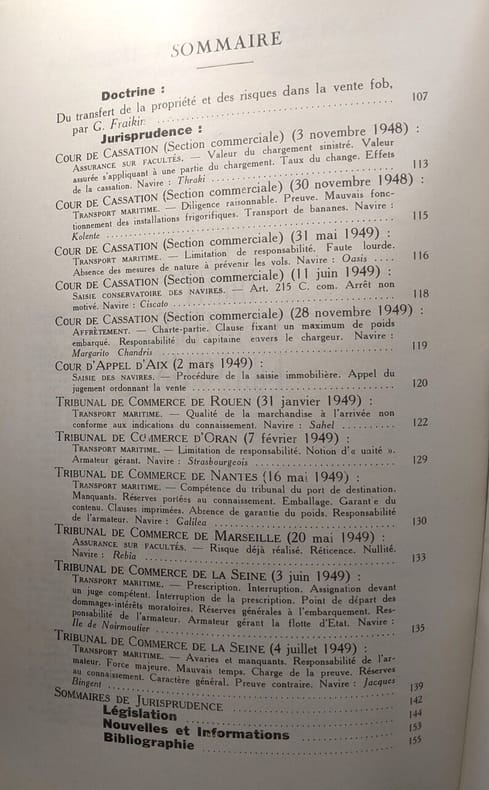 SOMMAIRE
Doctrine :
Du transfert de la propriété et des risques dans la vente fob,
par G. Fraikin ........ 107
Jurisprudence :
COUR DE CASSATION (Section commerciale) (3 novembre 1948) :
ASSURANCE SUR FACULTÉS. — Valeur du chargement sinistré. Valeur
assurée s'appliquant à une partie du chargement. Taux du change. Effets
de la cassation. Navire : Thraki ........ 113
COUR DE CASSATION (Section commerciale) (30 novembre 1948) :
TRANSPORT MARITIME. — Diligence raisonnable. Preuve. Mauvais fonc-
tionnement des installations frigorifiques. Transport de bananes. Navire :
Kolente ........ 115
COUR DE CASSATION (Section commerciale) (31 mai 1949) :
TRANSPORT MARITIME. — Limitation de responsabilité. Faute lourde.
Absence des mesures de nature à prévenir les vols. Navire : Oasis .... 116
COUR DE CASSATION (Section commerciale) (11 juin 1949) :
SAISIE CONSERVATOIRE DES NAVIRES. — Art. 215 C. com. Arrêt non
motivé. Navire : Ciscato ........ 118
COUR DE CASSATION (Section commerciale) (28 novembre 1949) :
AFFRÈTEMENT. — Charte-partie. Clause fixant un maximum de poids
embarqué. Responsabilité du capitaine envers le chargeur. Navire :
Margarito Chandris ........ 119
COUR D'APPEL D'AIX (2 mars 1949) :
SAISIE DES NAVIRES. — Procédure de la saisie immobilière. Appel du
jugement ordonnant la vente ........ 120
TRIBUNAL DE COMMERCE DE ROUEN (31 janvier 1949) :
TRANSPORT MARITIME. — Qualité de la marchandise à l'arrivée non
conforme aux indications du connaissement. Navire : Sahel ........ 122
TRIBUNAL DE COMMERCE D'ORAN (7 février 1949) :
TRANSPORT MARITIME. — Limitation de responsabilité. Notion d'« unité ».
Armateur gérant. Navire : Strasbourgeois ........ 129
TRIBUNAL DE COMMERCE DE NANTES (16 mai 1949) :
TRANSPORT MARITIME. — Compétence du tribunal du port de destination.
Manquants. Réserves portées au connaissement. Emballage. Garantie du
contenu. Clauses imprimées. Absence de garantie du poids. Responsabilité
de l'armateur. Navire : Galilea ........ 130
TRIBUNAL DE COMMERCE DE MARSEILLE (20 mai 1949) :
ASSURANCE SUR FACULTÉS. — Risque déjà réalisé. Réticence. Nullité.
Navire : Rebia ........ 133
TRIBUNAL DE COMMERCE DE LA SEINE (3 juin 1949) :
TRANSPORT MARITIME. — Prescription. Interruption. Assignation devant
un juge compétent. Interruption de la prescription. Point de départ des
dommages-intérêts moratoires. Réserves générales à l'embarquement. Res-
ponsabilité de l'armateur. Armateur gérant la flotte d'Etat. Navire :
Ile de Noirmoutier ........ 135
TRIBUNAL DE COMMERCE DE LA SEINE (4 juillet 1949) :
TRANSPORT MARITIME. — Avaries et manquants. Responsabilité de l'ar-
mateur. Force majeure. Mauvais temps. Charge de la preuve. Réserves
au connaissement. Caractère général. Preuve contraire. Navire : Jacques
Bingent ........ 139
SOMMAIRES DE JURISPRUDENCE ........ 142
Législation ........ 144
Nouvelles et Informations ........ 153
Bibliographie ........ 155